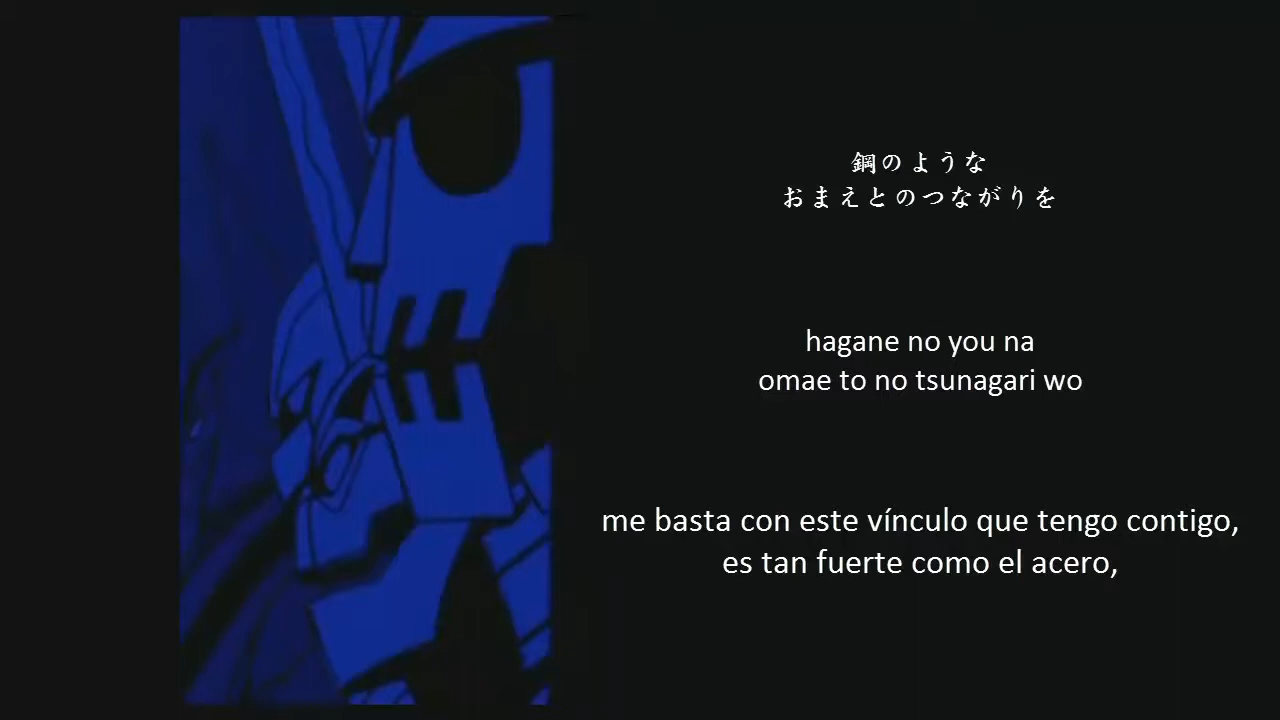 鋼のような
おまえとのつながりを
hagane no you na
omae to no tsunagari wo
me basta con este vínculo que tengo contigo,
es tan fuerte como el acero,